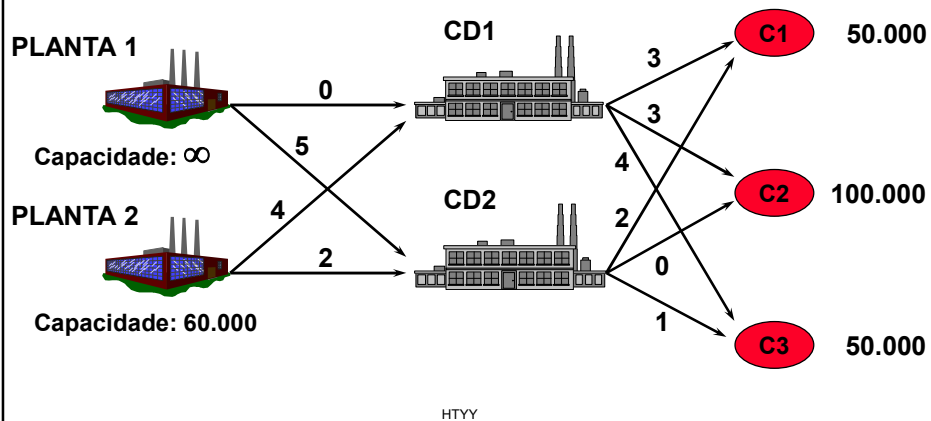 PLANTA 1
CD1
C1 50.000
0
3
3
Capacidade: ∞
5
4
PLANTA 2
4
CD2
2
C2 100.000
2
0
Capacidade: 60.000
1
C3 50.000
HTYY